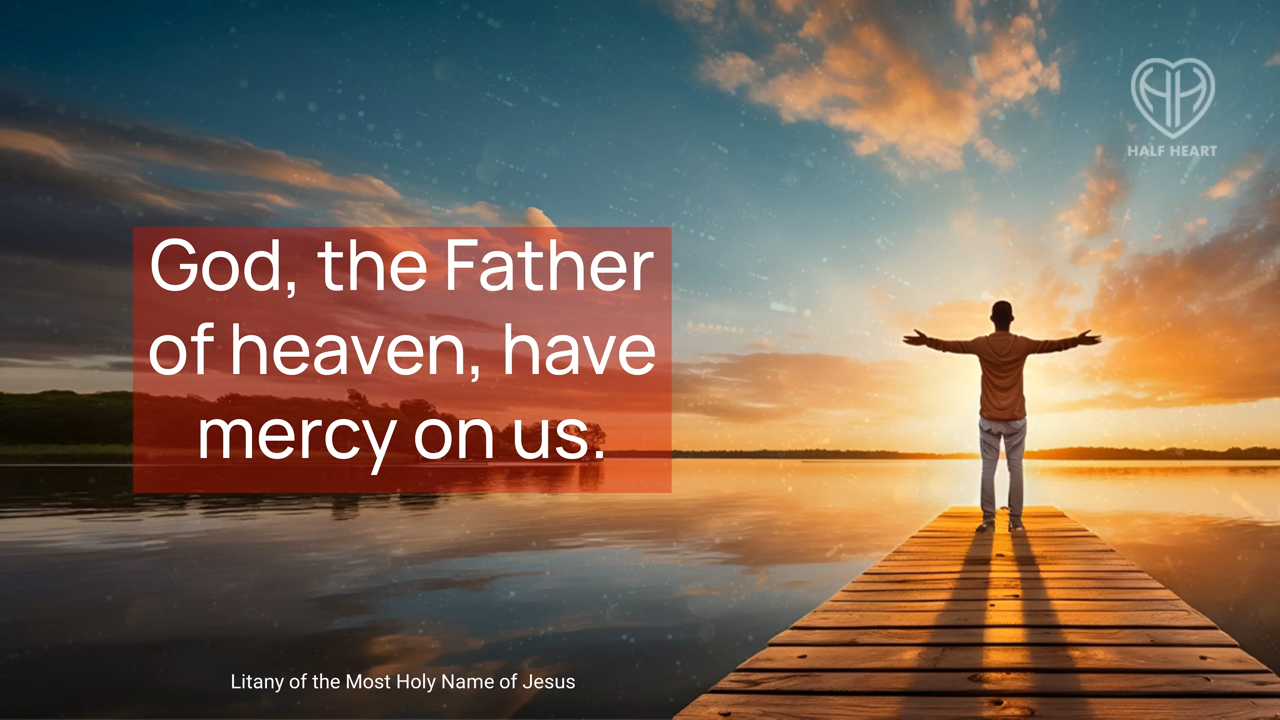 HALF HEART
God, the Father
of heaven, have
mercy on us.
Litany of the Most Holy Name of Jesus